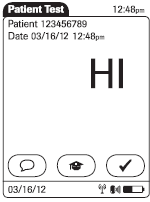 Patient Test 12:48pm
Patient 123456789
Date 03/16/12 12:48pm
HI
03/16/12